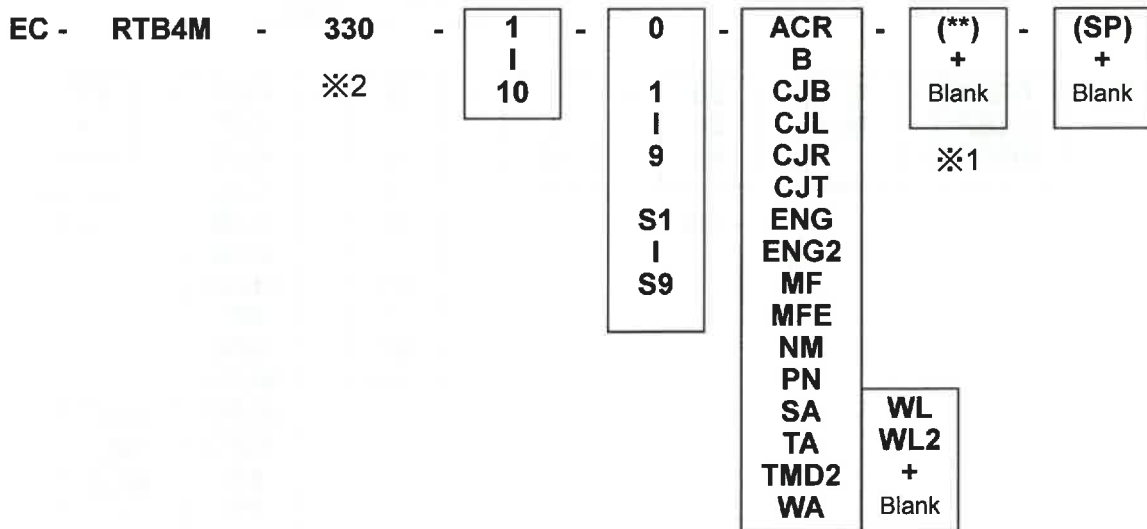 EC - RTB4M - 330 - 1 - 0 - ACR - (**) - (SP)
I B + +
※2 10 1 CJB Blank Blank
I CJL
9 CJR ※1
CJT
S1 ENG
I ENG2
S9 MF
MFE
NM
PN
SA WL
TA WL2
TMD2 +
WA Blank